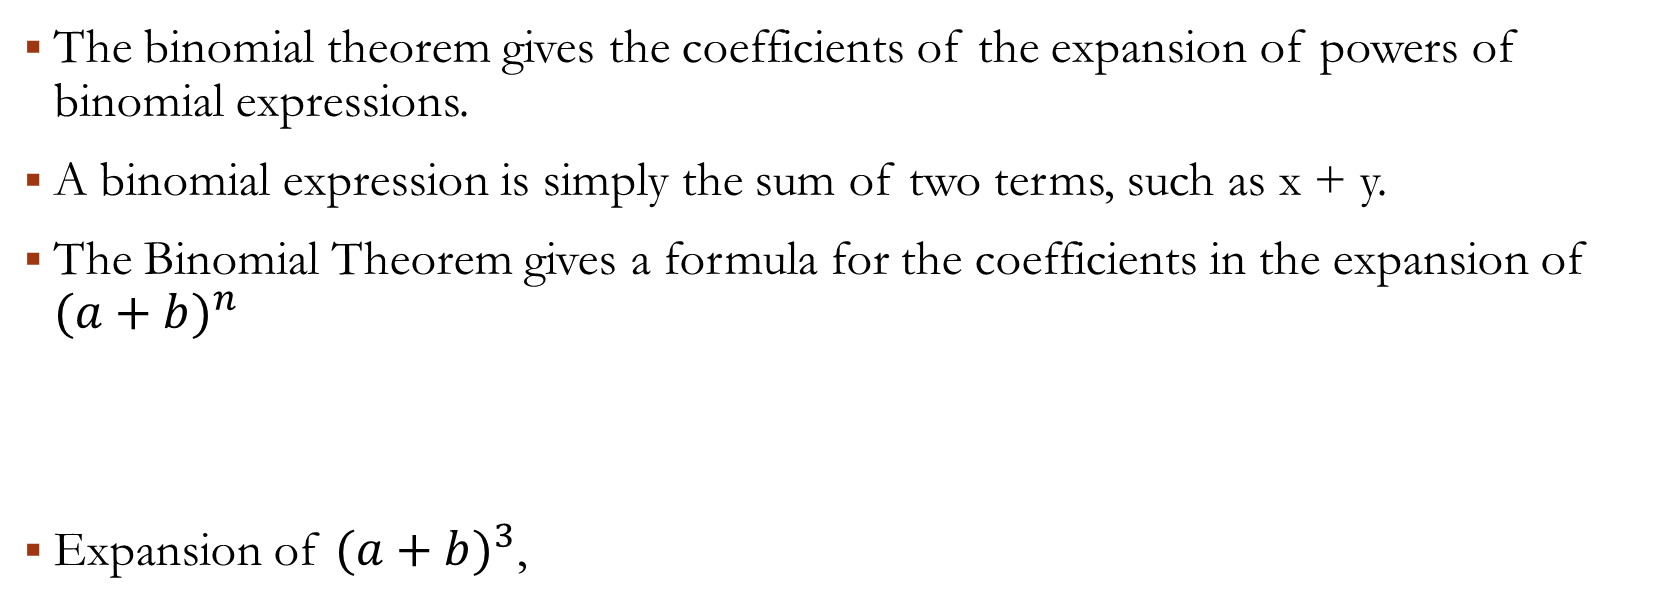 ▪ The binomial theorem gives the coefficients of the expansion of powers of
binomial expressions.
▪ A binomial expression is simply the sum of two terms, such as x + y.
▪ The Binomial Theorem gives a formula for the coefficients in the expansion of
(a + b)ⁿ
▪ Expansion of (a + b)³,